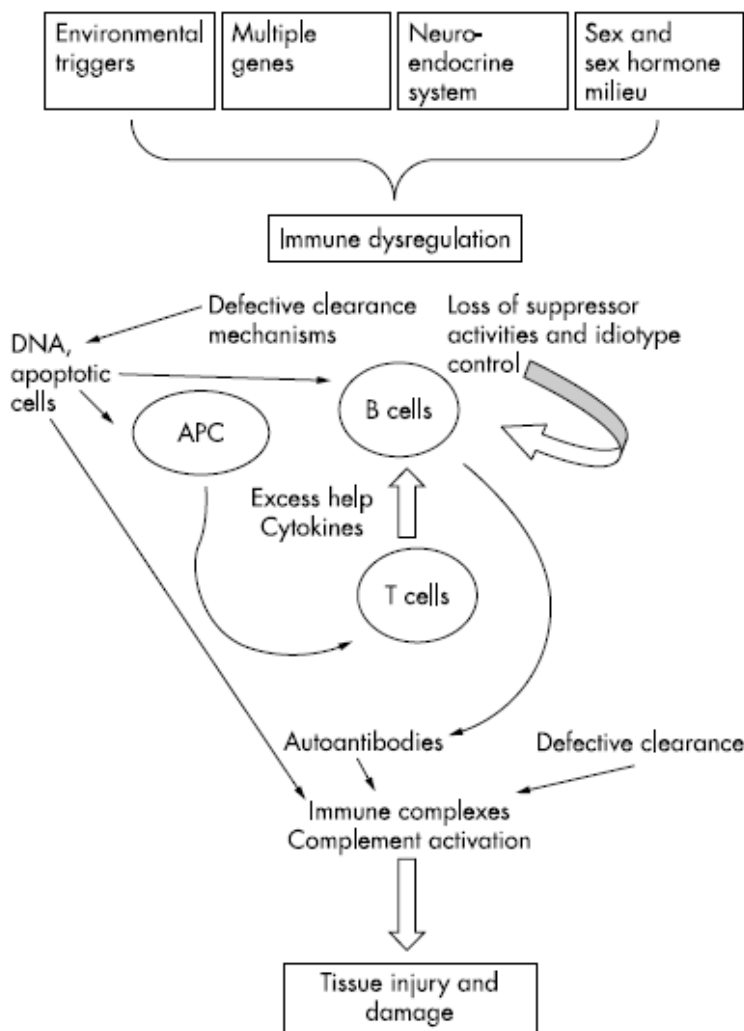 Environmental
triggers
Multiple
genes
Neuro-
endocrine
system
Sex and
sex hormone
milieu
Immune dysregulation
Defective clearance
mechanisms
Loss of suppressor
activities and idiotype
control
DNA,
apoptotic
cells
APC
B cells
Excess help
Cytokines
T cells
Autoantibodies
Defective clearance
Immune complexes
Complement activation
Tissue injury and
damage